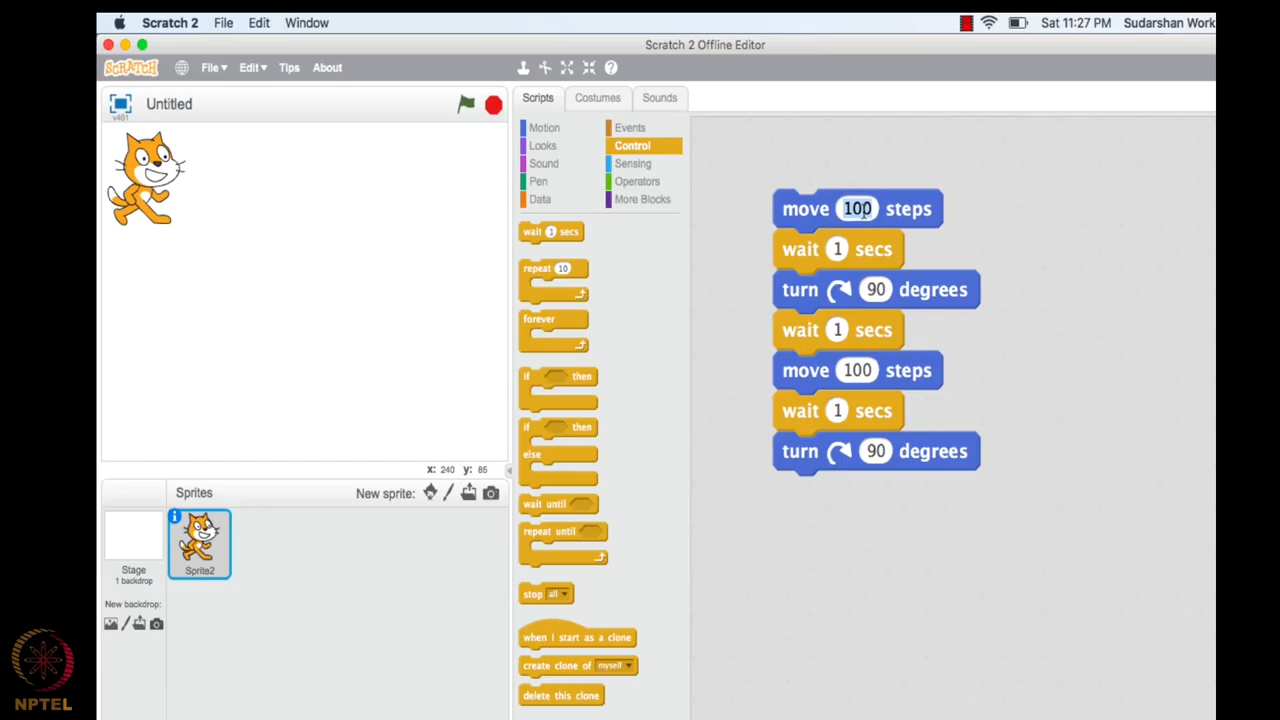 Scratch 2 File Edit Window Sat 11:27 PM Sudarshan Work
Scratch 2 Offline Editor
SCRATCH File Edit Tips About
Untitled
v461
Scripts Costumes Sounds
Motion Events
Looks Control
Sound Sensing
Pen Operators
Data More Blocks
wait 1 secs
repeat 10
forever
if then
if then
else
wait until
repeat until
stop all
when I start as a clone
create clone of myself
delete this clone
move 100 steps
wait 1 secs
turn 90 degrees
wait 1 secs
move 100 steps
wait 1 secs
turn 90 degrees
x: 240 y: 85
Sprites New sprite:
Stage
1 backdrop
New backdrop:
Sprite2
NPTEL